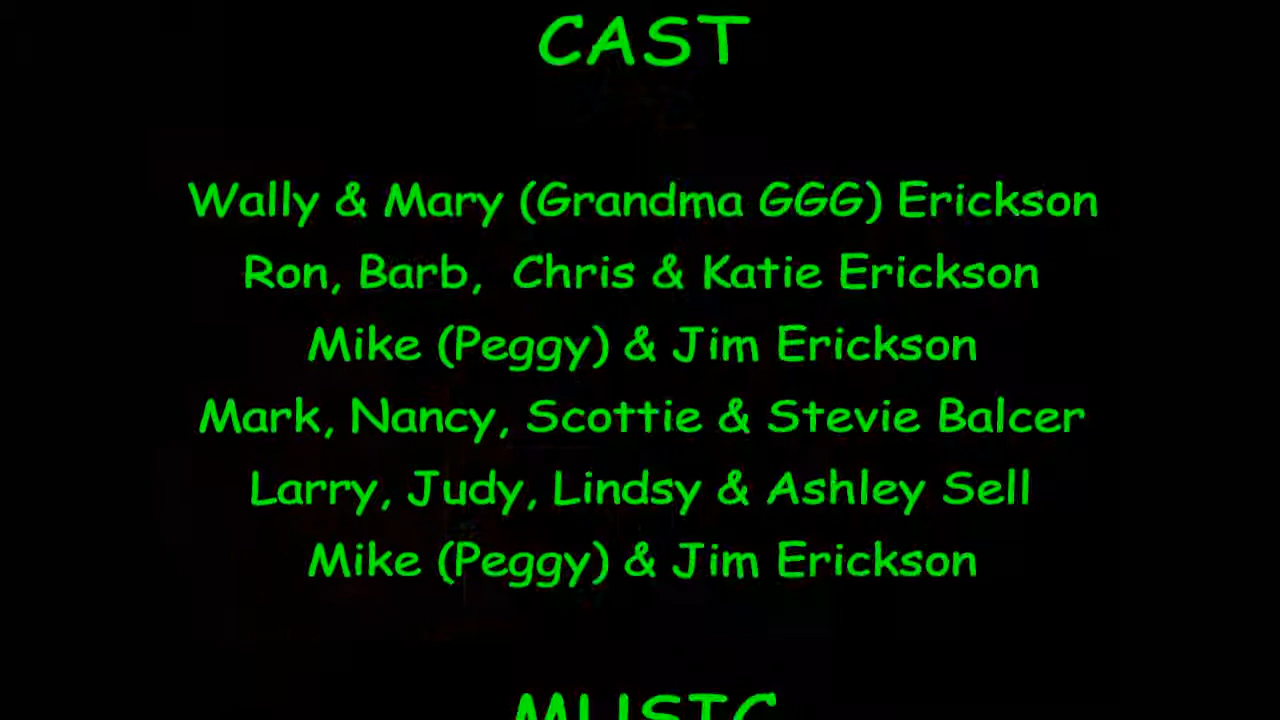 CAST
Wally & Mary (Grandma GGG) Erickson
Ron, Barb, Chris & Katie Erickson
Mike (Peggy) & Jim Erickson
Mark, Nancy, Scottie & Stevie Balcer
Larry, Judy, Lindsy & Ashley Sell
Mike (Peggy) & Jim Erickson
MUSIC